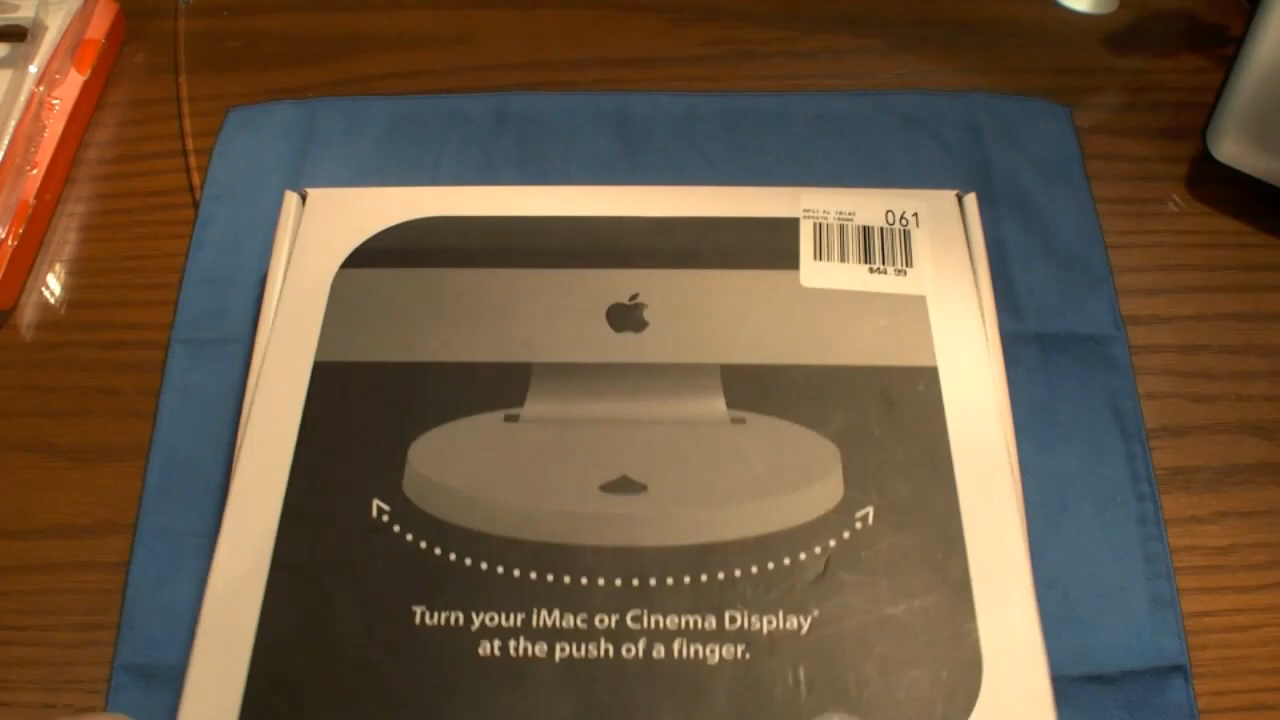 061
$44.99
Turn your iMac or Cinema Display*
at the push of a finger.